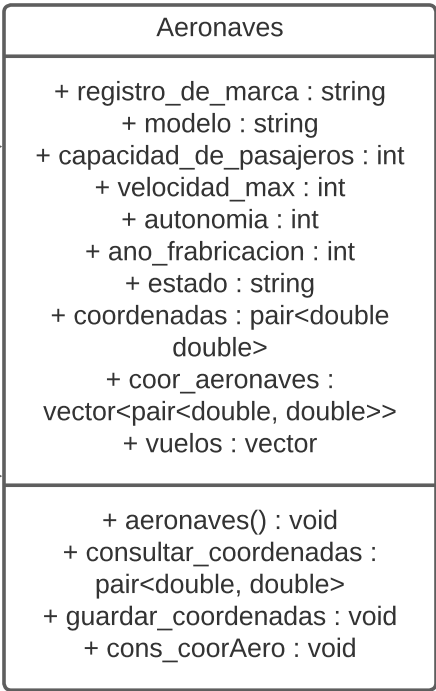 Aeronaves
+ registro_de_marca : string
+ modelo : string
+ capacidad_de_pasajeros : int
+ velocidad_max : int
+ autonomia : int
+ ano_frabricacion : int
+ estado : string
+ coordenadas : pair<double
double>
+ coor_aeronaves :
vector<pair<double, double>>
+ vuelos : vector
+ aeronaves() : void
+ consultar_coordenadas :
pair<double, double>
+ guardar_coordenadas : void
+ cons_coorAero : void